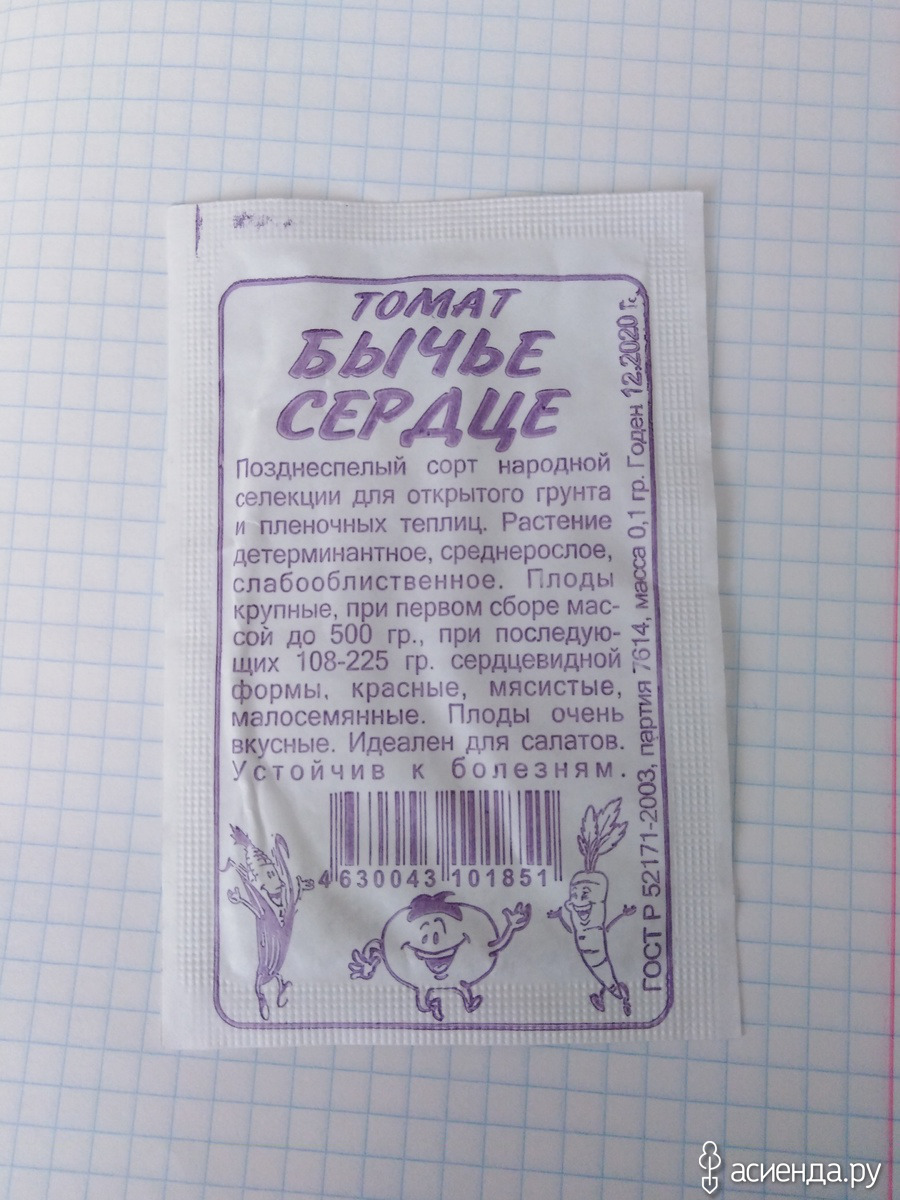 ТОМАТ
БЫЧЬЕ
СЕРДЦЕ
Позднеспелый сорт народной
селекции для открытого грунта
и пленочных теплиц. Растение
детерминантное, среднерослое,
слабооблиственное. Плоды
крупные, при первом сборе мас-
сой до 500 гр., при последую-
щих 108-225 гр. сердцевидной
формы, красные, мясистые,
малосемянные. Плоды очень
вкусные. Идеален для салатов.
Устойчив к болезням.
4 630043 101851
ГОСТ Р 52171-2003, партия 7614, масса 0,1 гр. Годен 12.2020 г.
асиенда.ру